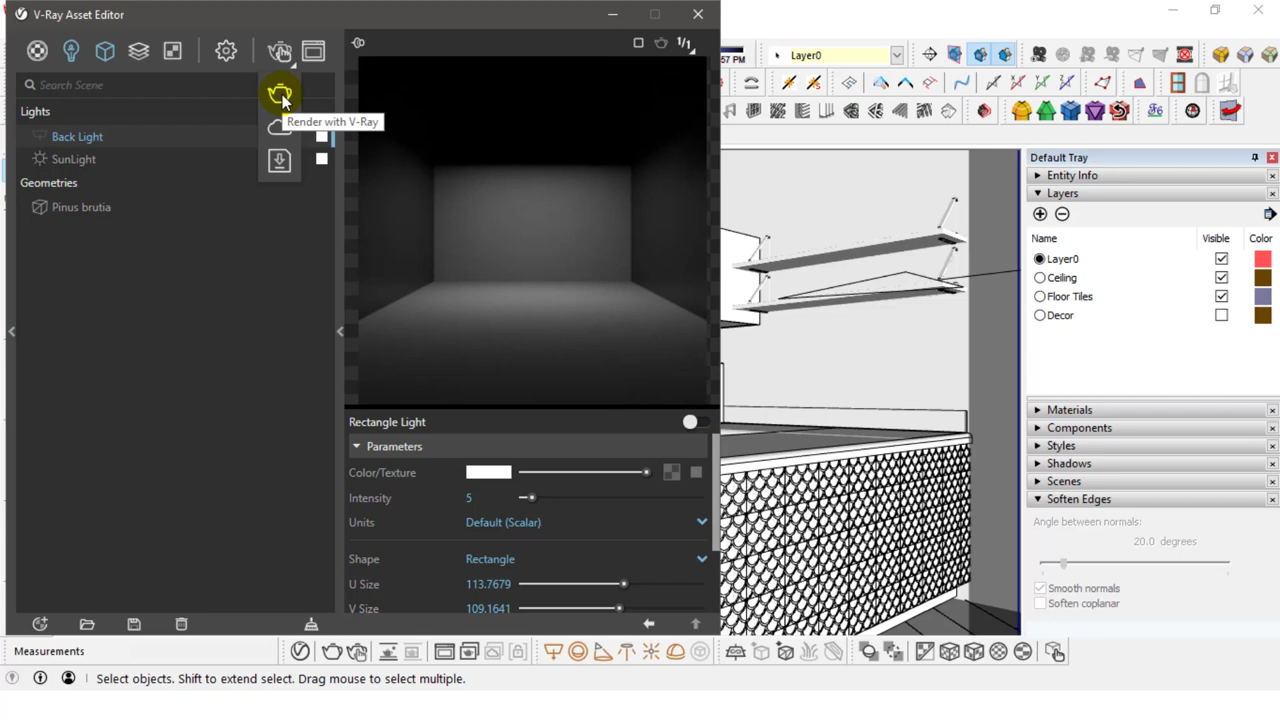 V-Ray Asset Editor
1/1
57 PM
Layer0
Search Scene
Render with V-Ray
Lights
Back Light
SunLight
Geometries
Pinus brutia
Rectangle Light
Parameters
Color/Texture
Intensity
5
Units
Default (Scalar)
Shape
Rectangle
U Size
113.7679
V Size
109.1641
Default Tray
Entity Info
Layers
Name
Visible
Color
Layer0
Ceiling
Floor Tiles
Decor
Materials
Components
Styles
Shadows
Scenes
Soften Edges
Angle between normals:
20.0 degrees
Smooth normals
Soften coplanar
Measurements
Select objects. Shift to extend select. Drag mouse to select multiple.